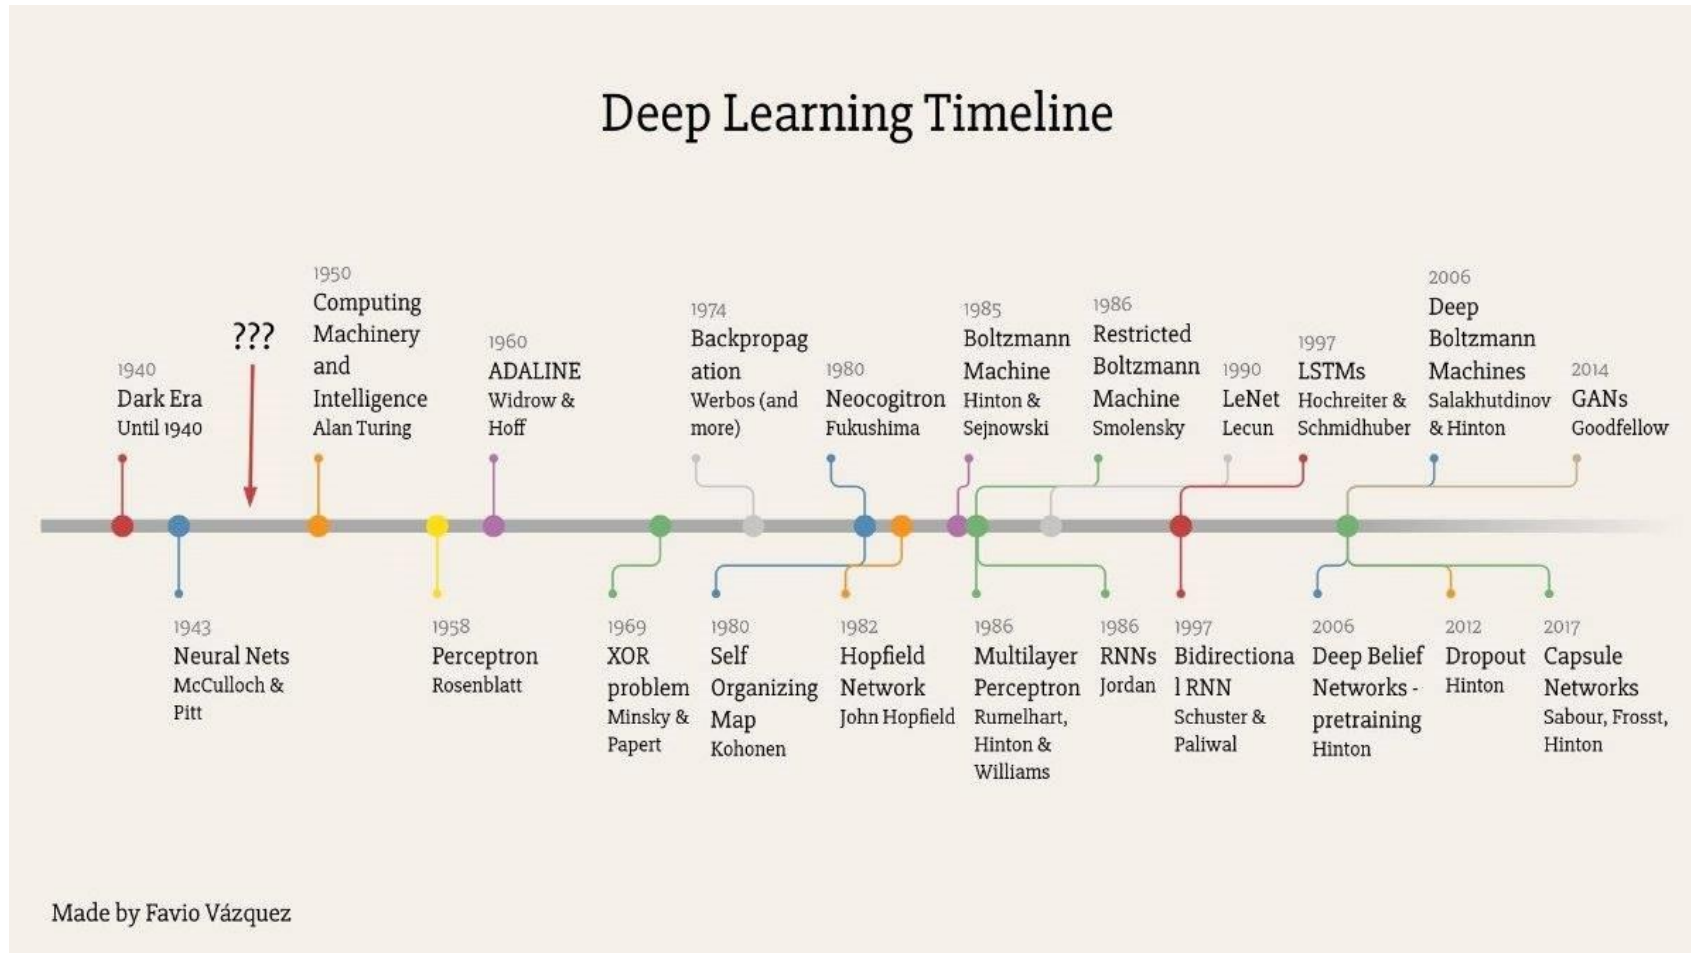 Deep Learning Timeline
1940
Dark Era
Until 1940
???
1950
Computing
Machinery
and
Intelligence
Alan Turing
1960
ADALINE
Widrow &
Hoff
1974
Backpropag
ation
Werbos (and
more)
1980
Neocogitron
Fukushima
1985
Boltzmann
Machine
Hinton &
Sejnowski
1986
Restricted
Boltzmann
Machine
Smolensky
1990
LeNet
Lecun
1997
LSTMs
Hochreiter &
Schmidhuber
2006
Deep
Boltzmann
Machines
Salakhutdinov
& Hinton
2014
GANs
Goodfellow
1943
Neural Nets
McCulloch &
Pitt
1958
Perceptron
Rosenblatt
1969
XOR
problem
Minsky &
Papert
1980
Self
Organizing
Map
Kohonen
1982
Hopfield
Network
John Hopfield
1986
Multilayer
Perceptron
Rumelhart,
Hinton &
Williams
1986
RNNs
Jordan
1997
Bidirectiona
l RNN
Schuster &
Paliwal
2006
Deep Belief
Networks -
pretraining
Hinton
2012
Dropout
Hinton
2017
Capsule
Networks
Sabour, Frosst,
Hinton
Made by Favio Vázquez